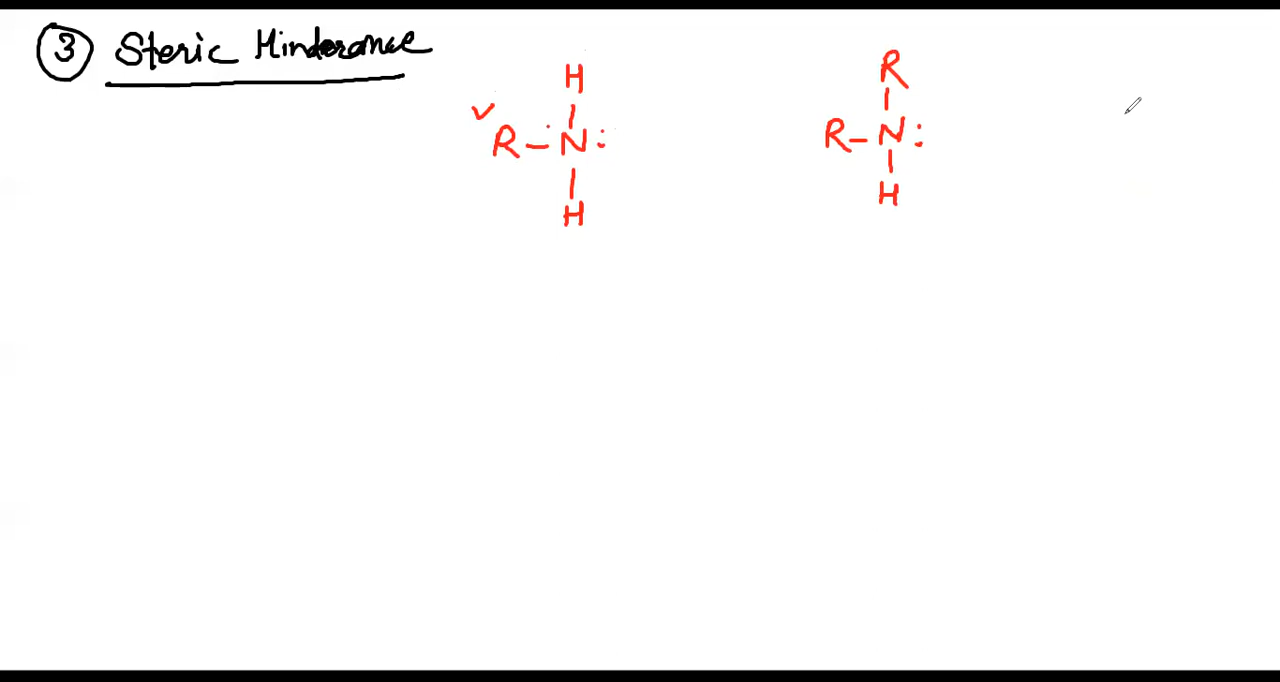 ③ Steric Hinderance
H R
R - N : R - N :
H H